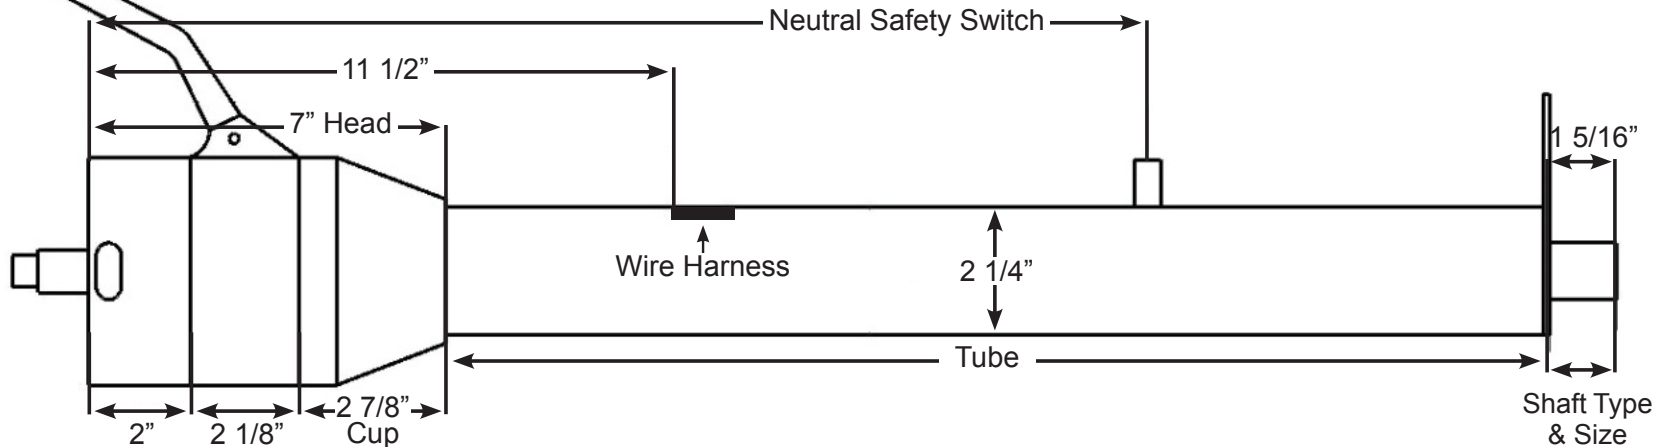 Neutral Safety Switch
11 1/2”
7” Head
1 5/16”
Wire Harness
2 1/4”
Tube
2 7/8”
Cup
2”
2 1/8”
Shaft Type
& Size